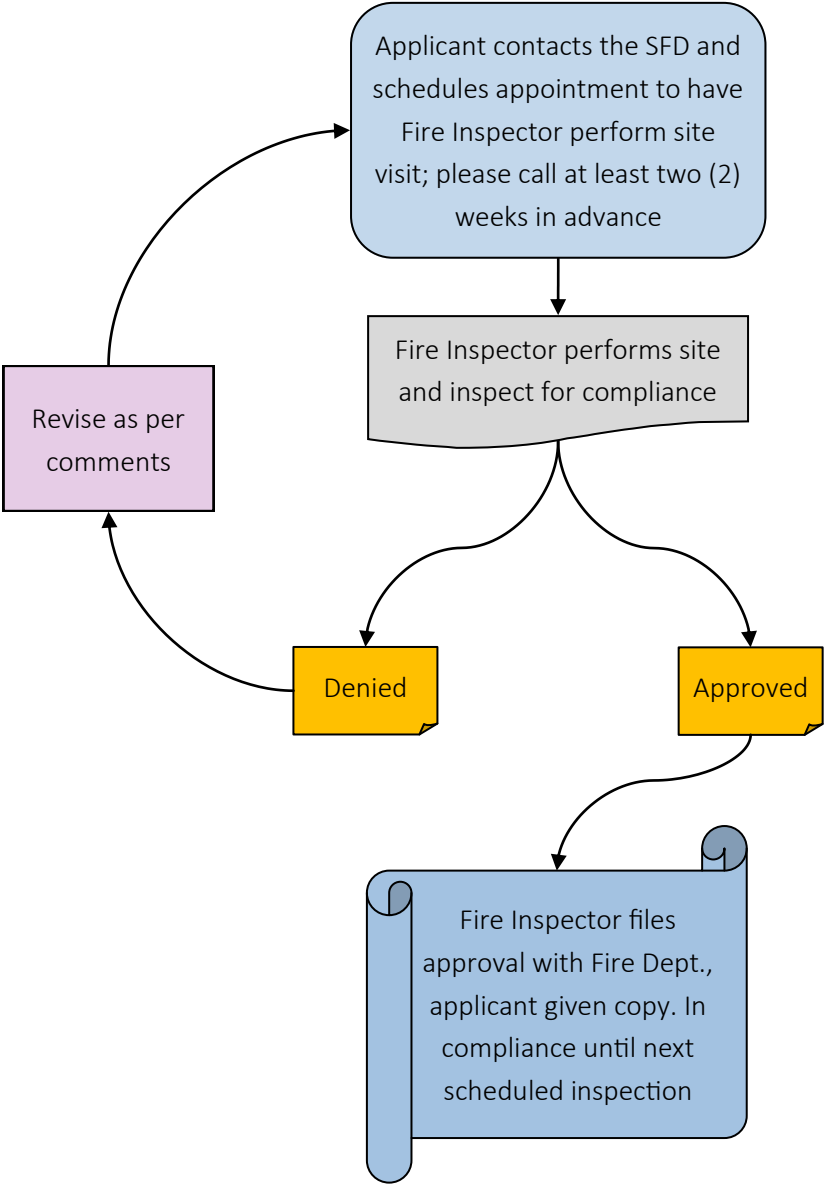 Applicant contacts the SFD and
schedules appointment to have
Fire Inspector perform site
visit; please call at least two (2)
weeks in advance
Fire Inspector performs site
and inspect for compliance
Revise as per
comments
Denied
Approved
Fire Inspector files
approval with Fire Dept.,
applicant given copy. In
compliance until next
scheduled inspection